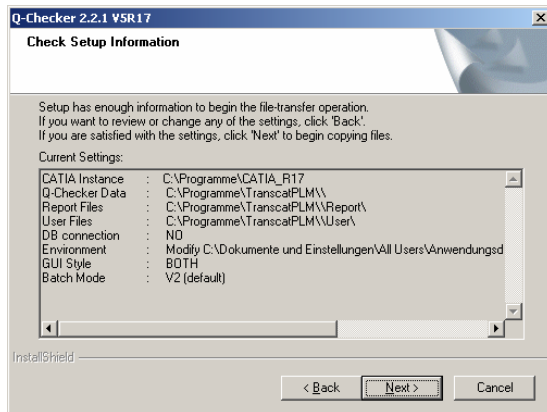 Q-Checker 2.2.1 V5R17
Check Setup Information
Setup has enough information to begin the file-transfer operation.
If you want to review or change any of the settings, click 'Back'.
If you are satisfied with the settings, click 'Next' to begin copying files.
Current Settings:
CATIA Instance : C:\Programme\CATIA_R17
Q-Checker Data : C:\Programme\TranscatPLM\\
Report Files : C:\Programme\TranscatPLM\\Report\
User Files : C:\Programme\TranscatPLM\\User\
DB connection : NO
Environment : Modify C:\Dokumente und Einstellungen\All Users\Anwendungsd
GUI Style : BOTH
Batch Mode : V2 (default)
InstallShield
< Back Next > Cancel